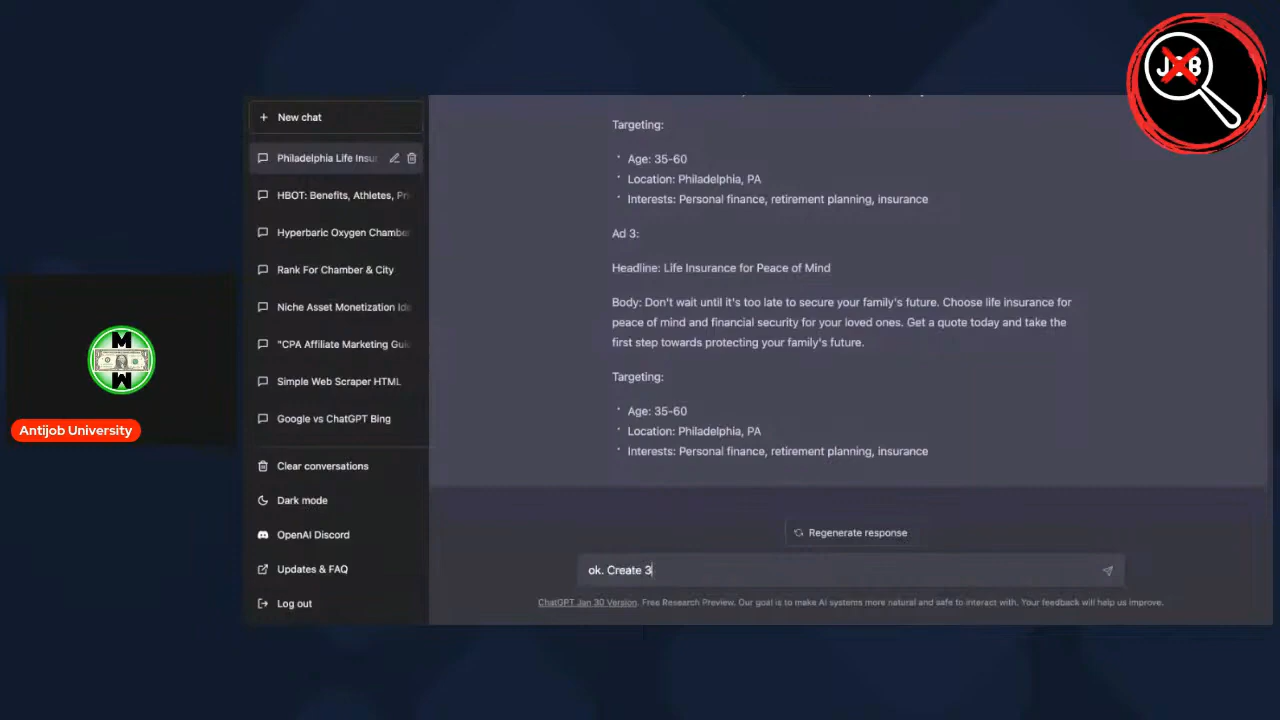 JOB
+ New chat
Philadelphia Life Insur
HBOT: Benefits, Athletes, Pr
Hyperbaric Oxygen Chambe
Rank For Chamber & City
Niche Asset Monetization Ide
"CPA Affiliate Marketing Gui
Simple Web Scraper HTML
Google vs ChatGPT Bing
Clear conversations
Dark mode
OpenAI Discord
Updates & FAQ
Log out
Targeting:
· Age: 35-60
· Location: Philadelphia, PA
· Interests: Personal finance, retirement planning, insurance
Ad 3:
Headline: Life Insurance for Peace of Mind
Body: Don't wait until it's too late to secure your family's future. Choose life insurance for
peace of mind and financial security for your loved ones. Get a quote today and take the
first step towards protecting your family's future.
Targeting:
· Age: 35-60
· Location: Philadelphia, PA
· Interests: Personal finance, retirement planning, insurance
Regenerate response
ok. Create 3
ChatGPT Jan 30 Version. Free Research Preview. Our goal is to make AI systems more natural and safe to interact with. Your feedback will help us improve.
M
M
Antijob University